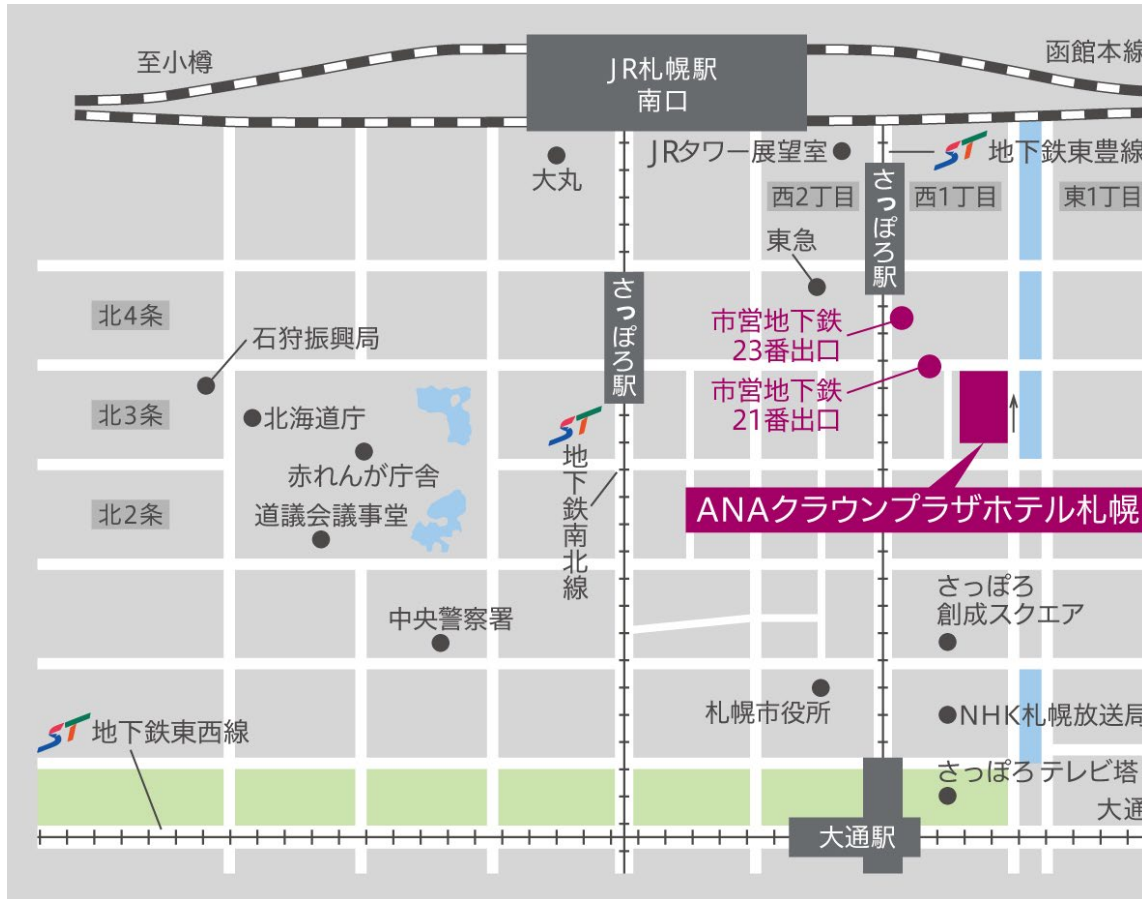 至小樽
JR札幌駅
南口
函館本線
大丸
JRタワー展望室
ST 地下鉄東豊線
西2丁目
西1丁目
東1丁目
さっぽろ駅
東急
さっぽろ駅
北4条
石狩振興局
市営地下鉄
23番出口
北3条
北海道庁
市営地下鉄
21番出口
赤れんが庁舎
ST 地下鉄南北線
北2条
道議会議事堂
ANAクラウンプラザホテル札幌
さっぽろ
創成スクエア
中央警察署
札幌市役所
NHK札幌放送局
ST 地下鉄東西線
さっぽろテレビ塔
大通
大通駅